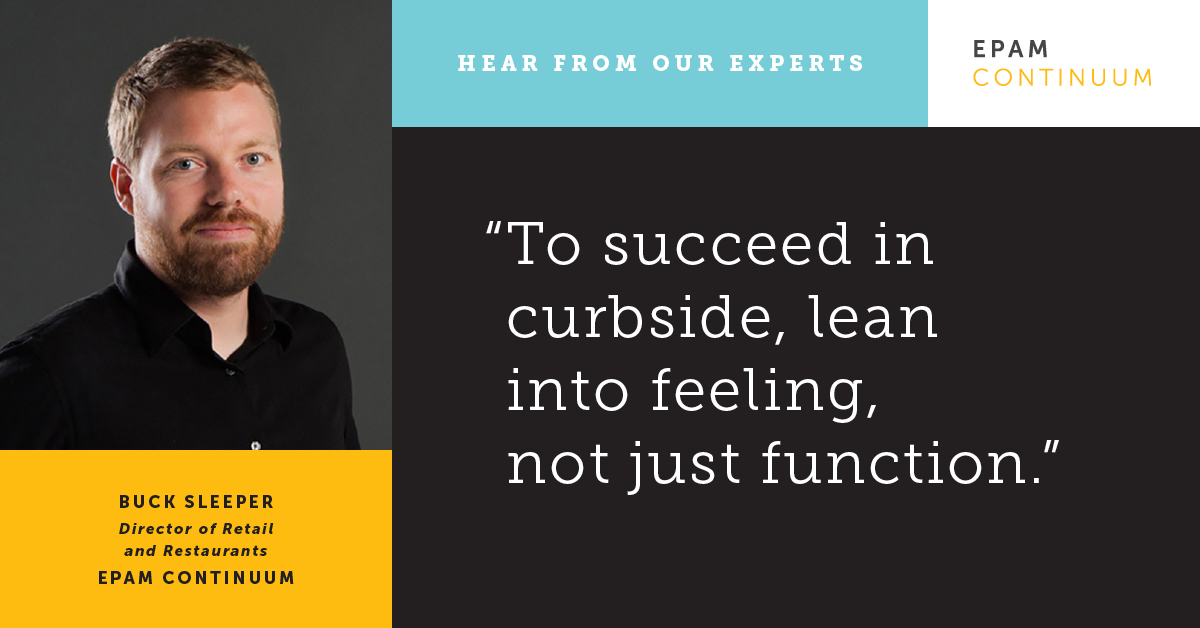 HEAR FROM OUR EXPERTS
EPAM
CONTINUUM
“To succeed in
curbside, lean
into feeling,
not just function.”
BUCK SLEEPER
Director of Retail
and Restaurants
EPAM CONTINUUM